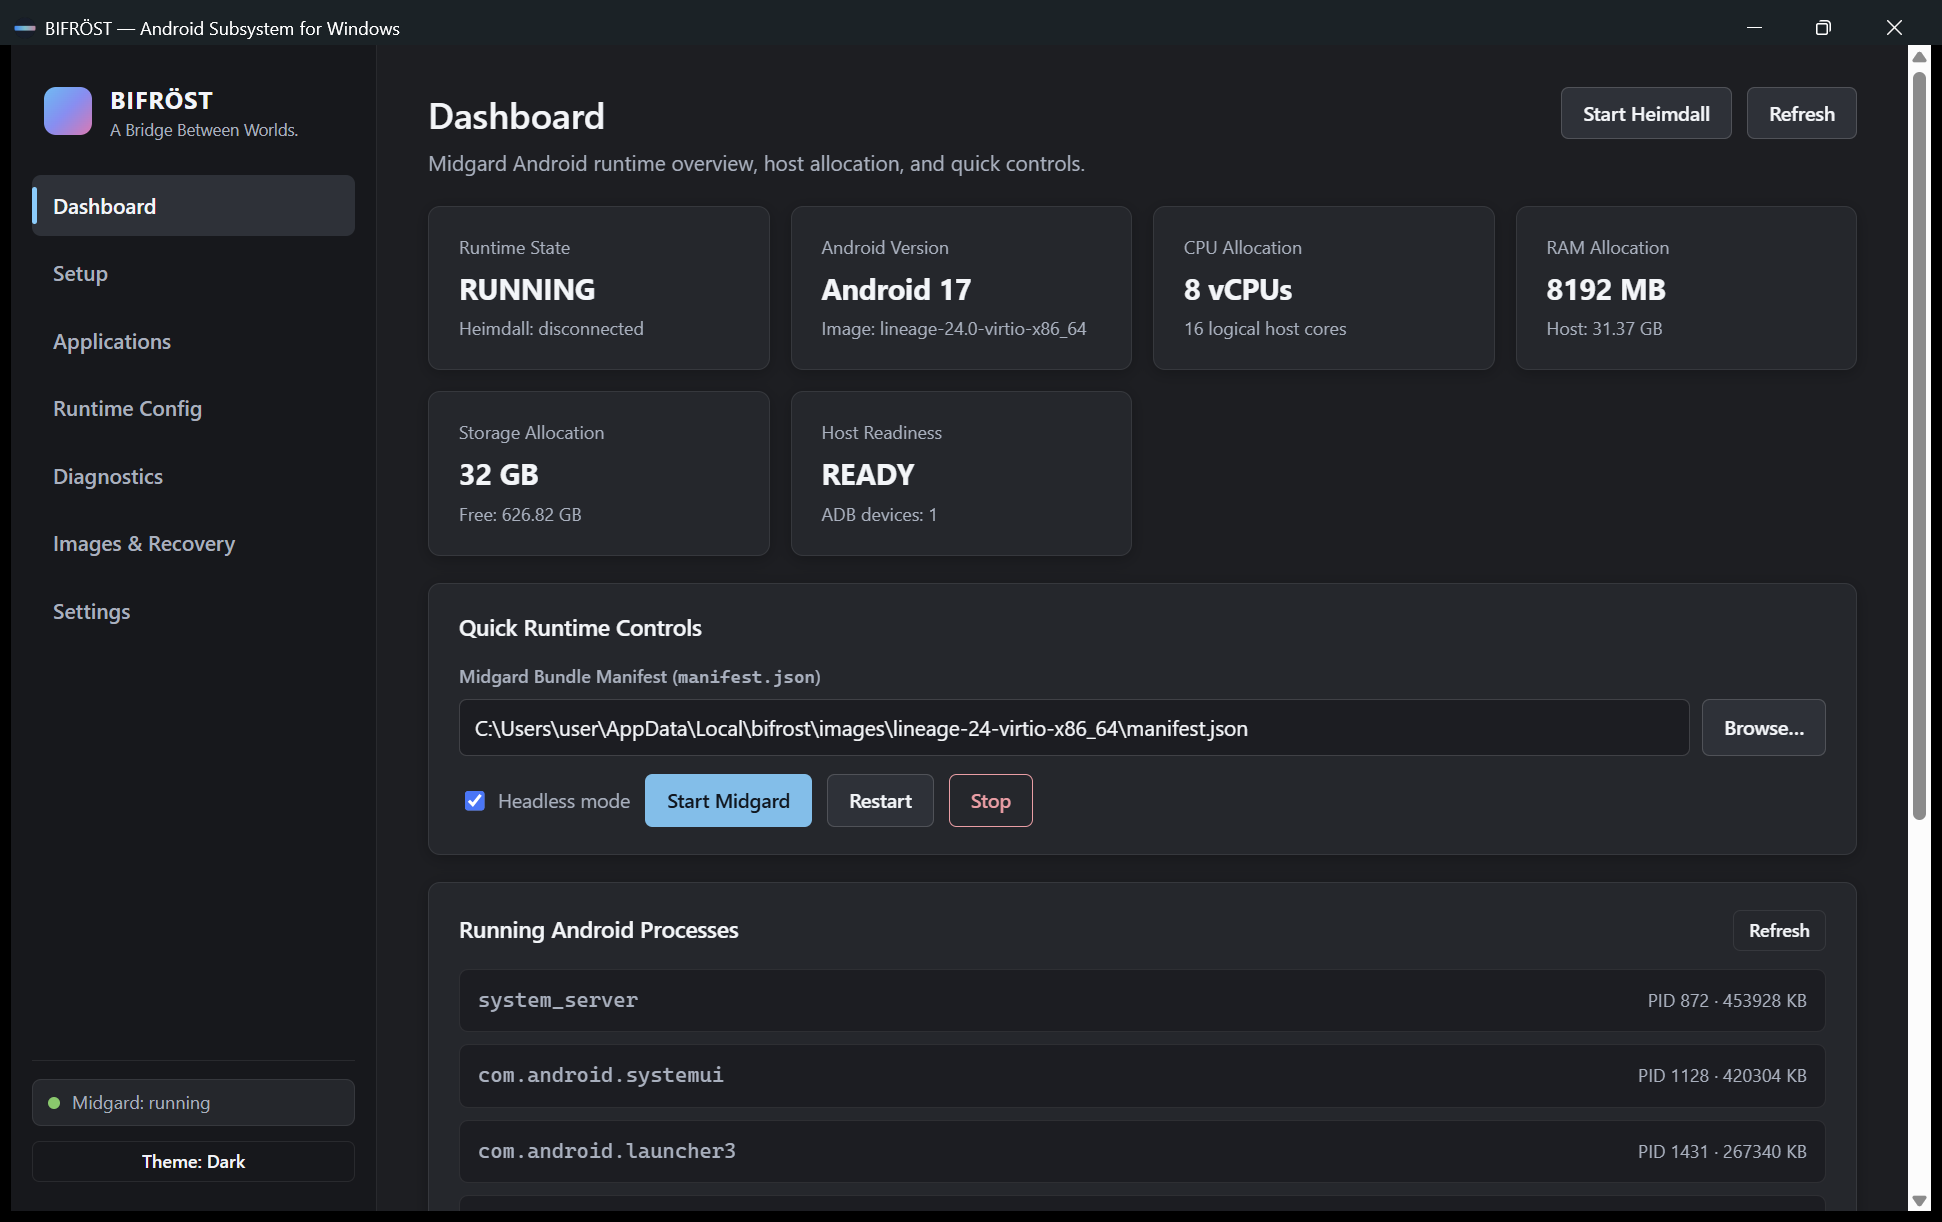 BIFRÖST — Android Subsystem for Windows
BIFRÖST
A Bridge Between Worlds.
Dashboard
Setup
Applications
Runtime Config
Diagnostics
Images & Recovery
Settings
Midgard: running
Theme: Dark
Dashboard
Midgard Android runtime overview, host allocation, and quick controls.
Start Heimdall
Refresh
Runtime State
RUNNING
Heimdall: disconnected
Android Version
Android 17
Image: lineage-24.0-virtio-x86_64
CPU Allocation
8 vCPUs
16 logical host cores
RAM Allocation
8192 MB
Host: 31.37 GB
Storage Allocation
32 GB
Free: 626.82 GB
Host Readiness
READY
ADB devices: 1
Quick Runtime Controls
Midgard Bundle Manifest (manifest.json)
C:\Users\user\AppData\Local\bifrost\images\lineage-24-virtio-x86_64\manifest.json
Browse...
Headless mode
Start Midgard
Restart
Stop
Running Android Processes
Refresh
system_server
PID 872 · 453928 KB
com.android.systemui
PID 1128 · 420304 KB
com.android.launcher3
PID 1431 · 267340 KB